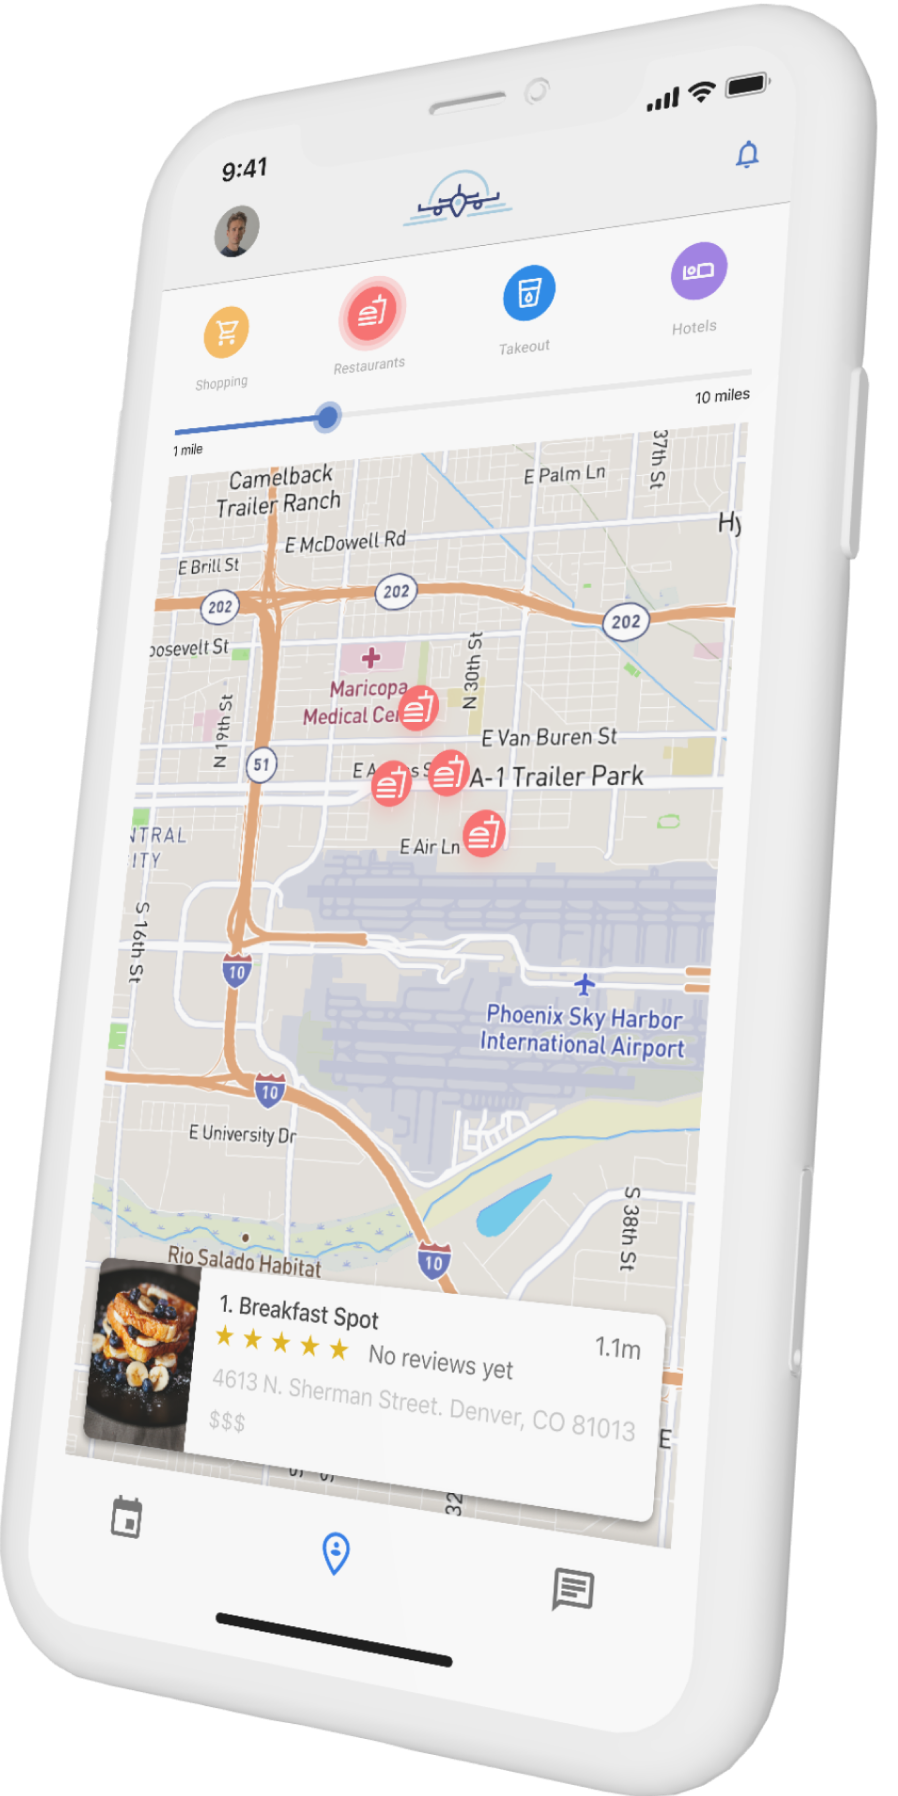 9:41
Shopping
Restaurants
Takeout
Hotels
1 mile
10 miles
Camelback
Trailer Ranch
E Palm Ln
37th St
Hy
E McDowell Rd
E Brill St
202
202
202
oosevelt St
N 30th St
Maricopa
Medical Cen
N 19th St
E Van Buren St
51
A-1 Trailer Park
E Air Ln
NTRAL
ITY
S 16th St
10
Phoenix Sky Harbor
International Airport
10
E University Dr
S 38th St
Rio Salado Habitat
10
1. Breakfast Spot
1.1m
No reviews yet
4613 N. Sherman Street. Denver, CO 81013
$$$
E
32